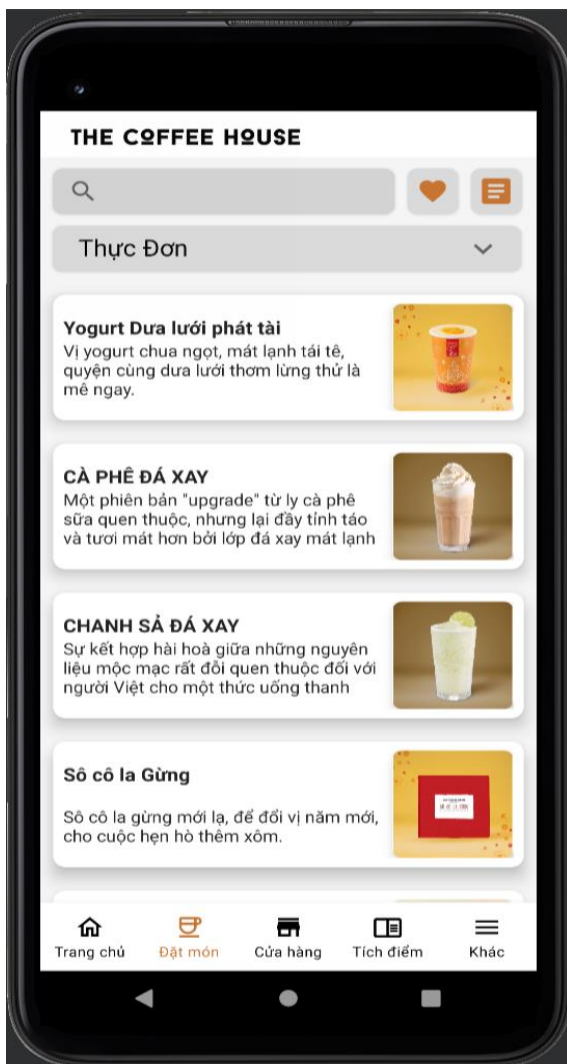 THE COFFEE HOUSE
Thực Đơn
Yogurt Dưa lưới phát tài
Vị yogurt chua ngọt, mát lạnh tái tê,
quyện cùng dưa lưới thơm lừng thử là
mê ngay.
CÀ PHÊ ĐÁ XAY
Một phiên bản "upgrade" từ ly cà phê
sữa quen thuộc, nhưng lại đầy tỉnh táo
và tươi mát hơn bởi lớp đá xay mát lạnh
CHANH SẢ ĐÁ XAY
Sự kết hợp hài hoà giữa những nguyên
liệu mộc mạc rất đỗi quen thuộc đối với
người Việt cho một thức uống thanh
Sô cô la Gừng
Sô cô la gừng mới lạ, để đổi vị năm mới,
cho cuộc hẹn hò thêm xôm.
Trang chủ Đặt món Cửa hàng Tích điểm Khác